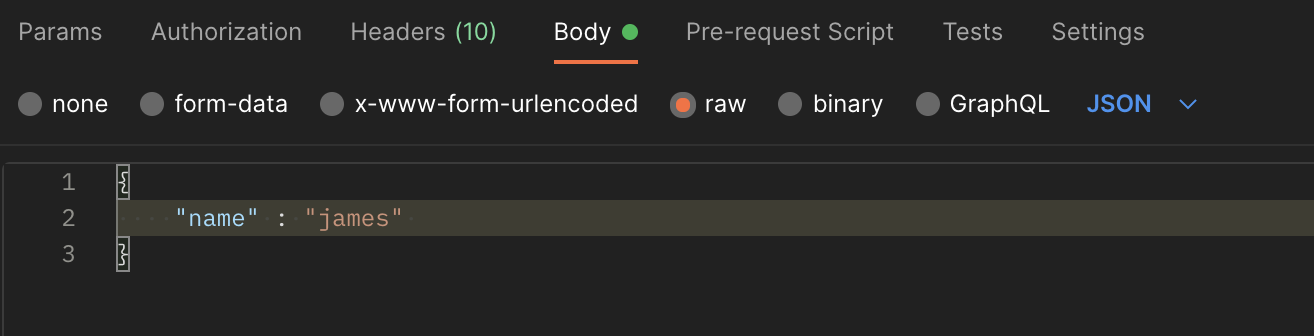 Params Authorization Headers (10) Body Pre-request Script Tests Settings
none form-data x-www-form-urlencoded raw binary GraphQL JSON
1 {
2 "name" : "james"
3 }